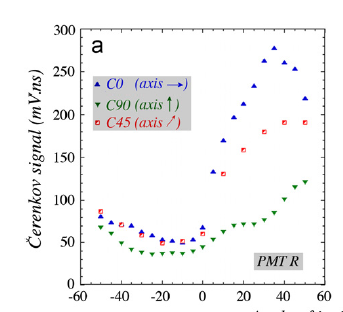 a
Čerenkov signal (mV.ns)
300
250
200
150
100
50
0
C0 (axis →)
C90 (axis ↑)
C45 (axis ↗)
PMT R
-60 -40 -20 0 20 40 60